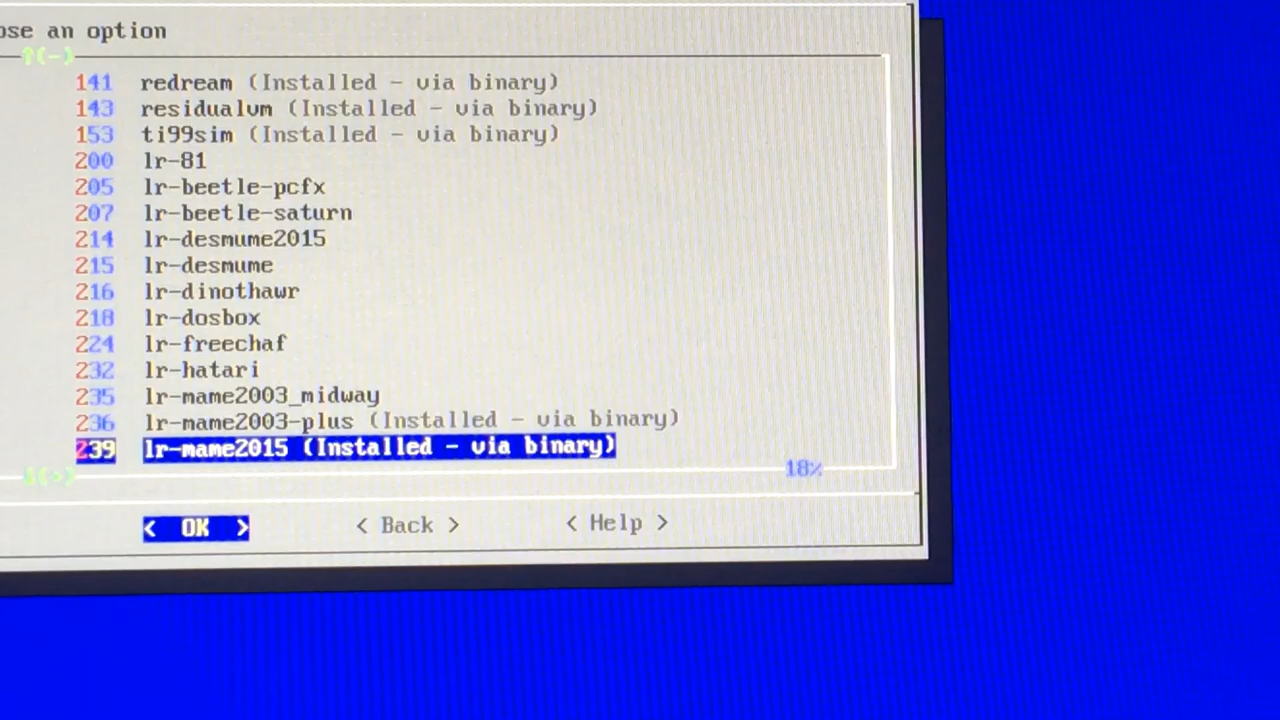 ose an option
↑(-)
141 redream (Installed - via binary)
143 residualvm (Installed - via binary)
153 ti99sim (Installed - via binary)
200 lr-81
205 lr-beetle-pcfx
207 lr-beetle-saturn
214 lr-desmume2015
215 lr-desmume
216 lr-dinothawr
218 lr-dosbox
224 lr-freechaf
232 lr-hatari
235 lr-mame2003_midway
236 lr-mame2003-plus (Installed - via binary)
239 lr-mame2015 (Installed - via binary)
↓(+) 18%
< OK > < Back > < Help >